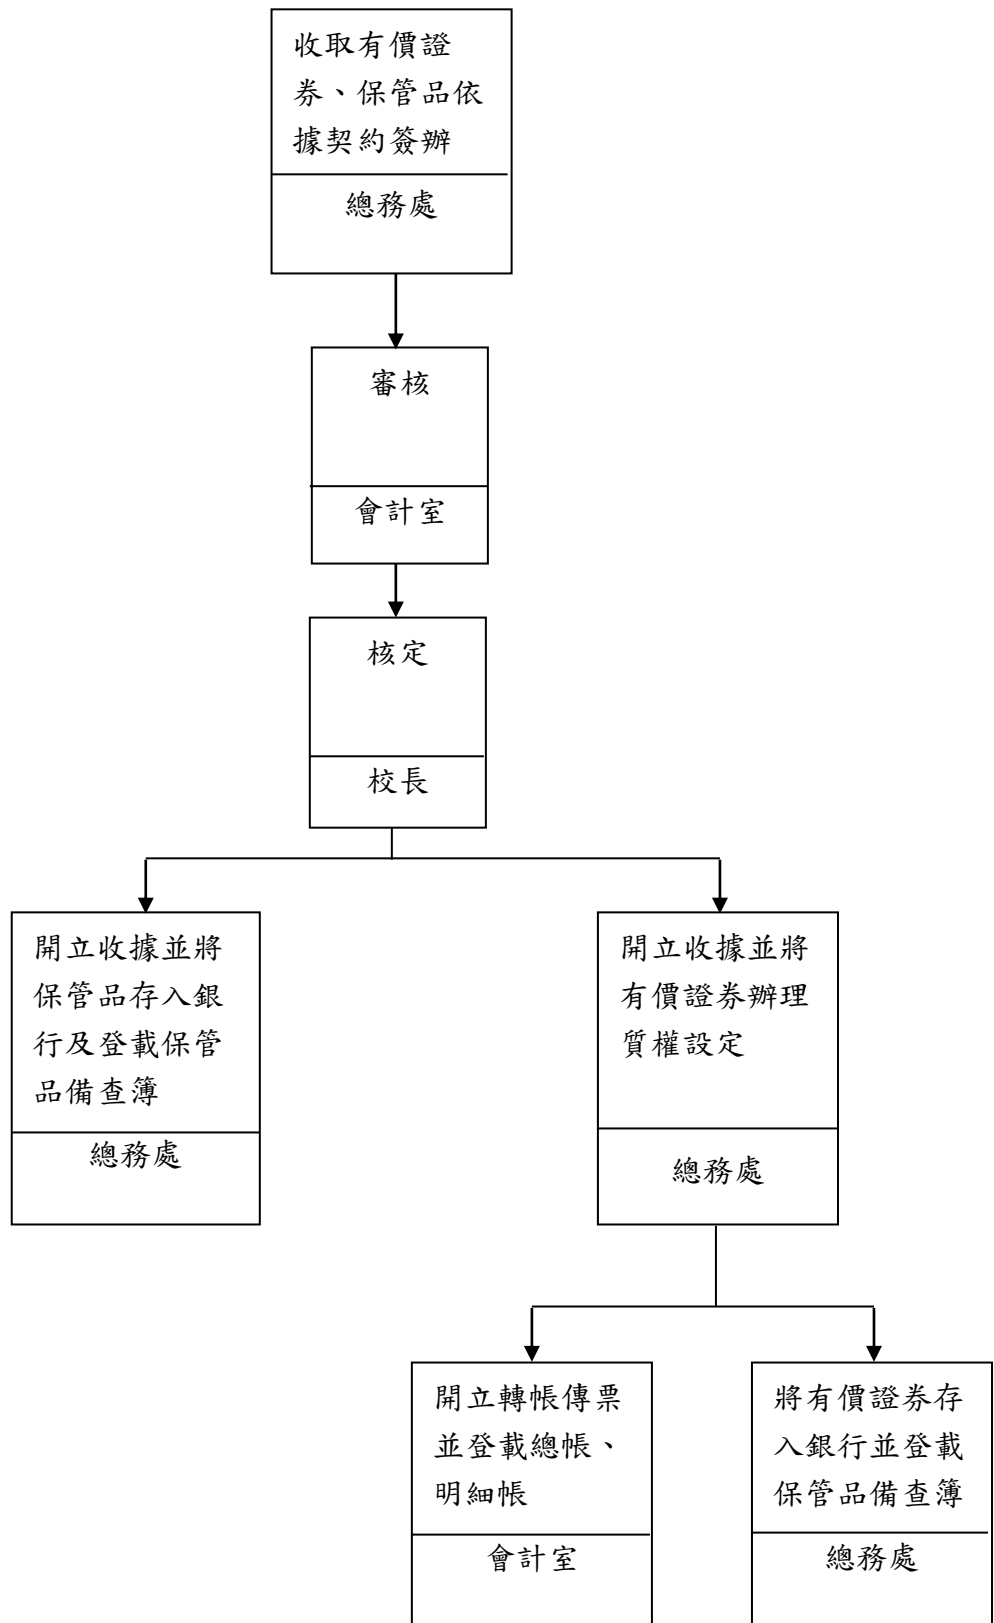 收取有價證
券、保管品依
據契約簽辦
總務處
審核
會計室
核定
校長
開立收據並將
保管品存入銀
行及登載保管
品備查簿
總務處
開立收據並將
有價證券辦理
質權設定
總務處
開立轉帳傳票
並登載總帳、
明細帳
會計室
將有價證券存
入銀行並登載
保管品備查簿
總務處